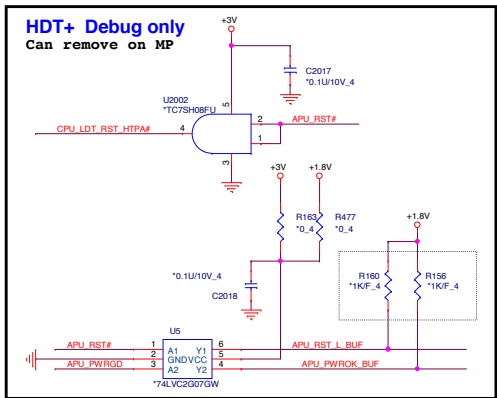 HDT+ Debug only
Can remove on MP
+3V
C2017
*0.1U/10V_4
U2002
*TC7SH08FU
5
CPU_LDT_RST_HTPA#
4
2
APU_RST#
1
3
+3V
+1.8V
R163
*0_4
R477
*0_4
+1.8V
*0.1U/10V_4
C2018
R160
*1K/F_4
R156
*1K/F_4
U5
APU_RST#
1
A1
Y1
6
APU_RST_L_BUF
2
GND
VCC
5
APU_PWRGD
3
A2
Y2
4
APU_PWROK_BUF
*74LVC2G07GW